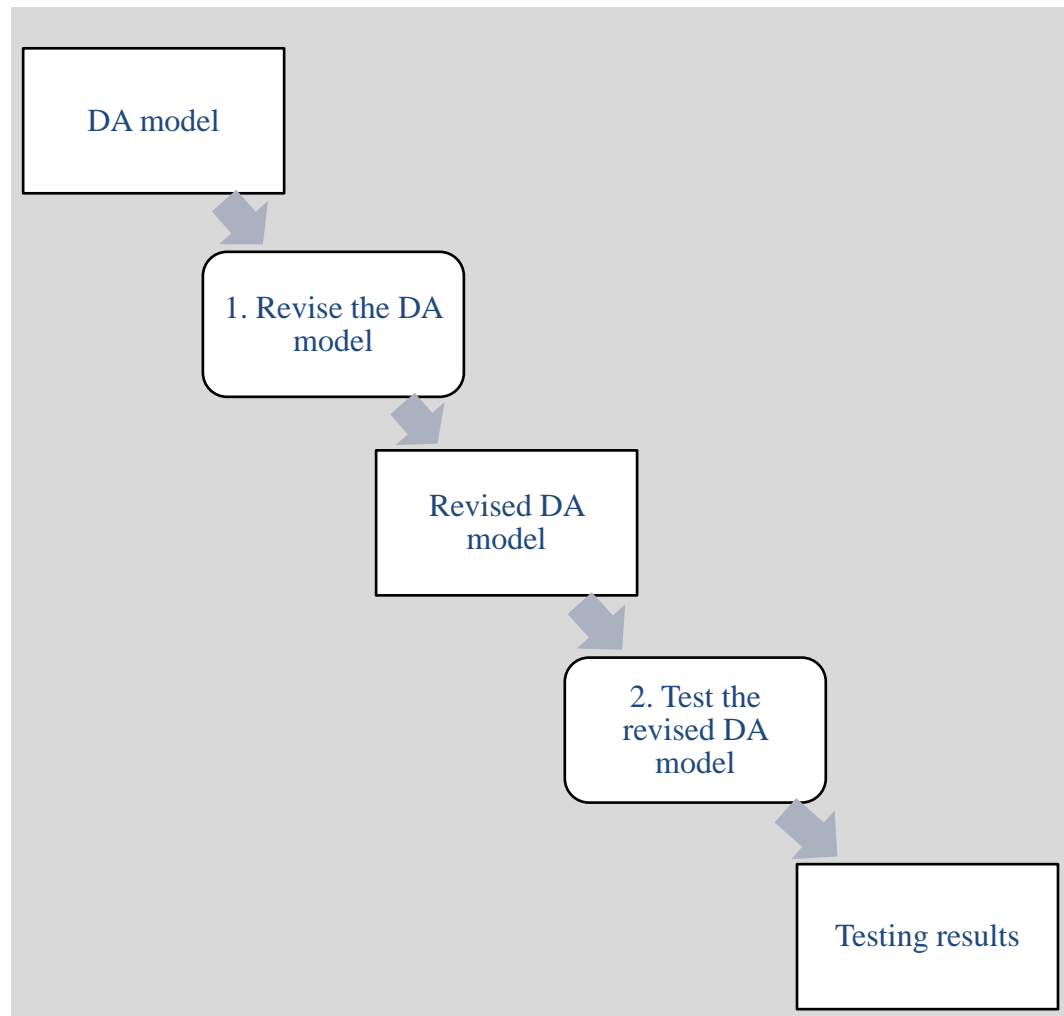 DA model
1. Revise the DA
model
Revised DA
model
2. Test the
revised DA
model
Testing results